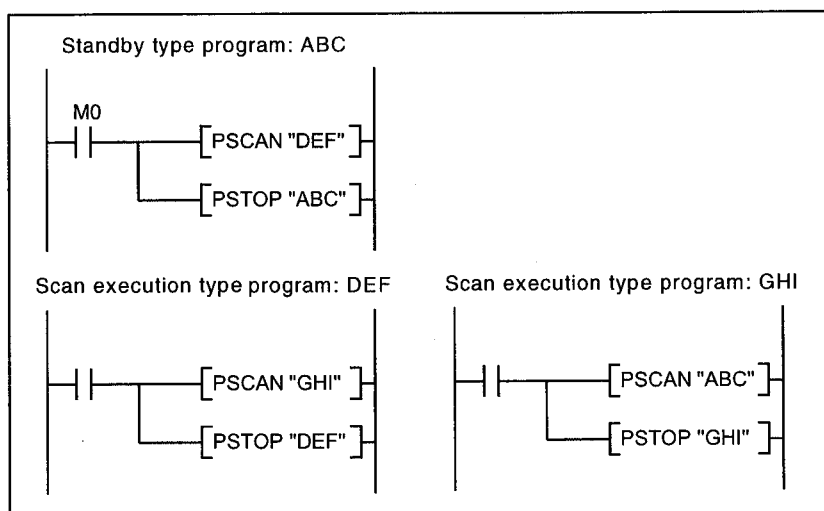 Standby type program: ABC
M0
PSCAN "DEF"
PSTOP "ABC"
Scan execution type program: DEF
PSCAN "GHI"
PSTOP "DEF"
Scan execution type program: GHI
PSCAN "ABC"
PSTOP "GHI"